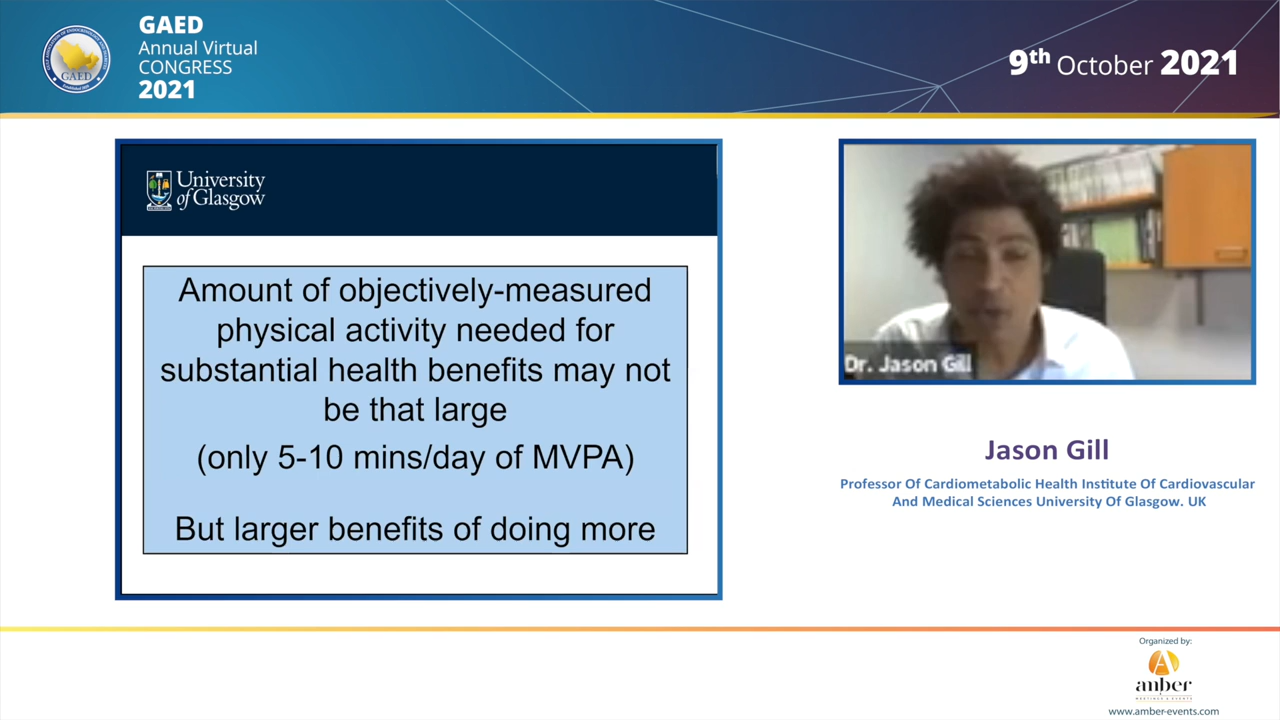 GAED
Annual Virtual
CONGRESS
2021
9th October 2021
GAED
University
of Glasgow
Amount of objectively-measured
physical activity needed for
substantial health benefits may not
be that large
(only 5-10 mins/day of MVPA)
But larger benefits of doing more
Dr. Jason Gill
Jason Gill
Professor Of Cardiometabolic Health Institute Of Cardiovascular
And Medical Sciences University Of Glasgow. UK
Organized by:
anber
www.amber-events.com